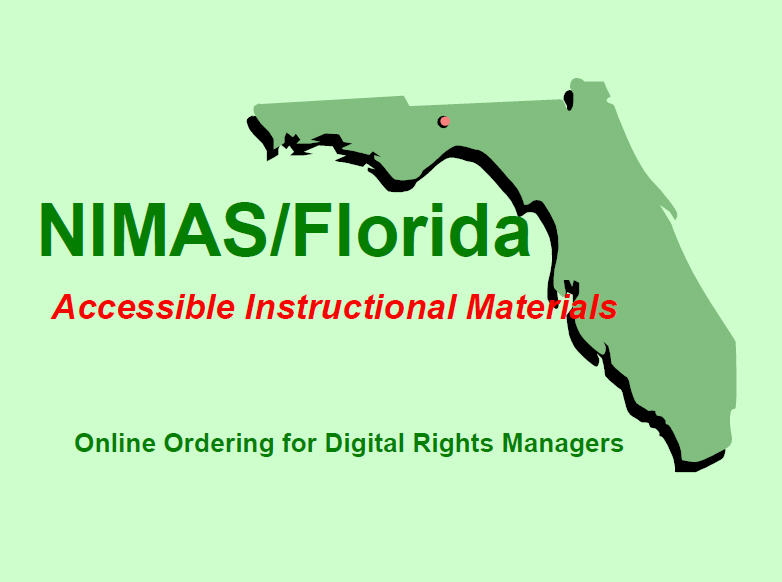 NIMAS/Florida
Accessible Instructional Materials
Online Ordering for Digital Rights Managers